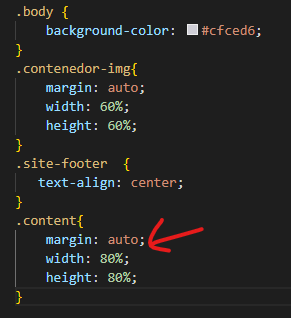 .body {
background-color: #cfced6;
}
.contenedor-img{
margin: auto;
width: 60%;
height: 60%;
}
.site-footer  {
text-align: center;
}
.content{
margin: auto;
width: 80%;
height: 80%;
}